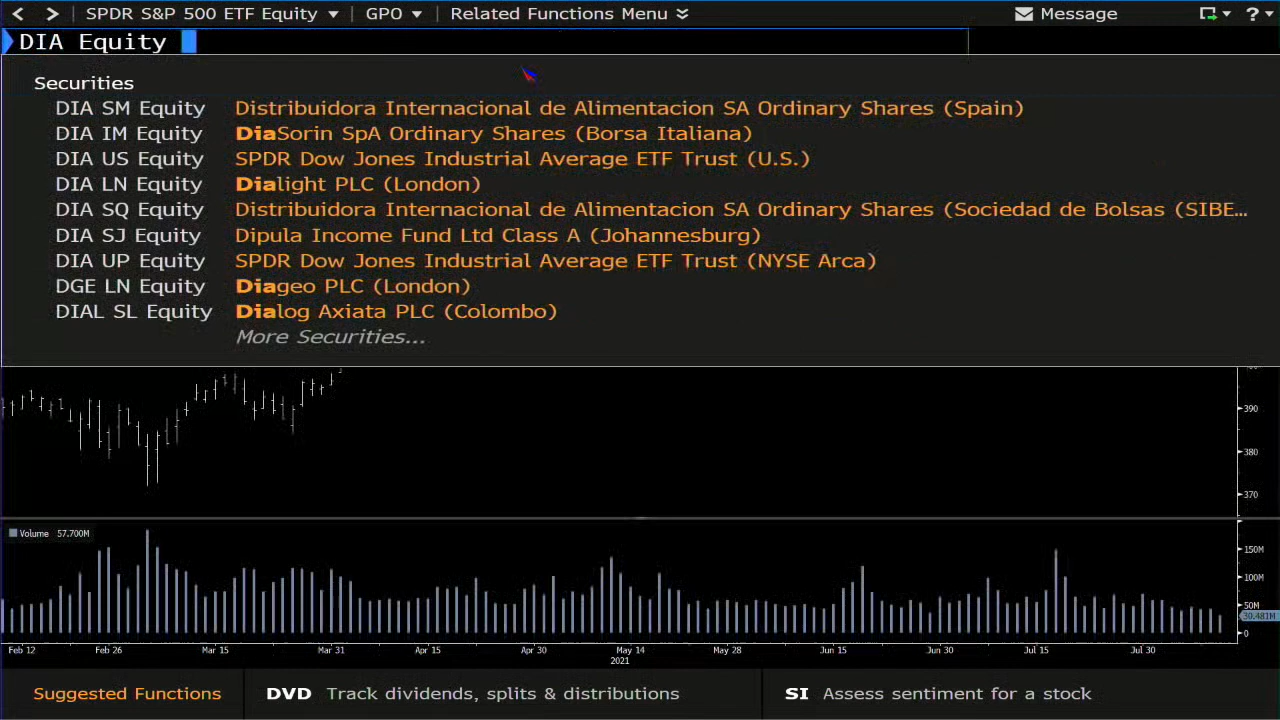 SPDR S&P 500 ETF Equity GPO Related Functions Menu Message ?
DIA Equity
Securities
DIA SM Equity Distribuidora Internacional de Alimentacion SA Ordinary Shares (Spain)
DIA IM Equity DiaSorin SpA Ordinary Shares (Borsa Italiana)
DIA US Equity SPDR Dow Jones Industrial Average ETF Trust (U.S.)
DIA LN Equity Dialight PLC (London)
DIA SQ Equity Distribuidora Internacional de Alimentacion SA Ordinary Shares (Sociedad de Bolsas (SIBE...
DIA SJ Equity Dipula Income Fund Ltd Class A (Johannesburg)
DIA UP Equity SPDR Dow Jones Industrial Average ETF Trust (NYSE Arca)
DGE LN Equity Diageo PLC (London)
DIAL SL Equity Dialog Axiata PLC (Colombo)
More Securities...
390
380
370
Volume 57.700M
150M
100M
50M
30.481M
0
Feb 12 Feb 26 Mar 15 Mar 31 Apr 15 Apr 30 May 14 May 28 Jun 15 Jun 30 Jul 15 Jul 30
2021
Suggested Functions DVD Track dividends, splits & distributions SI Assess sentiment for a stock